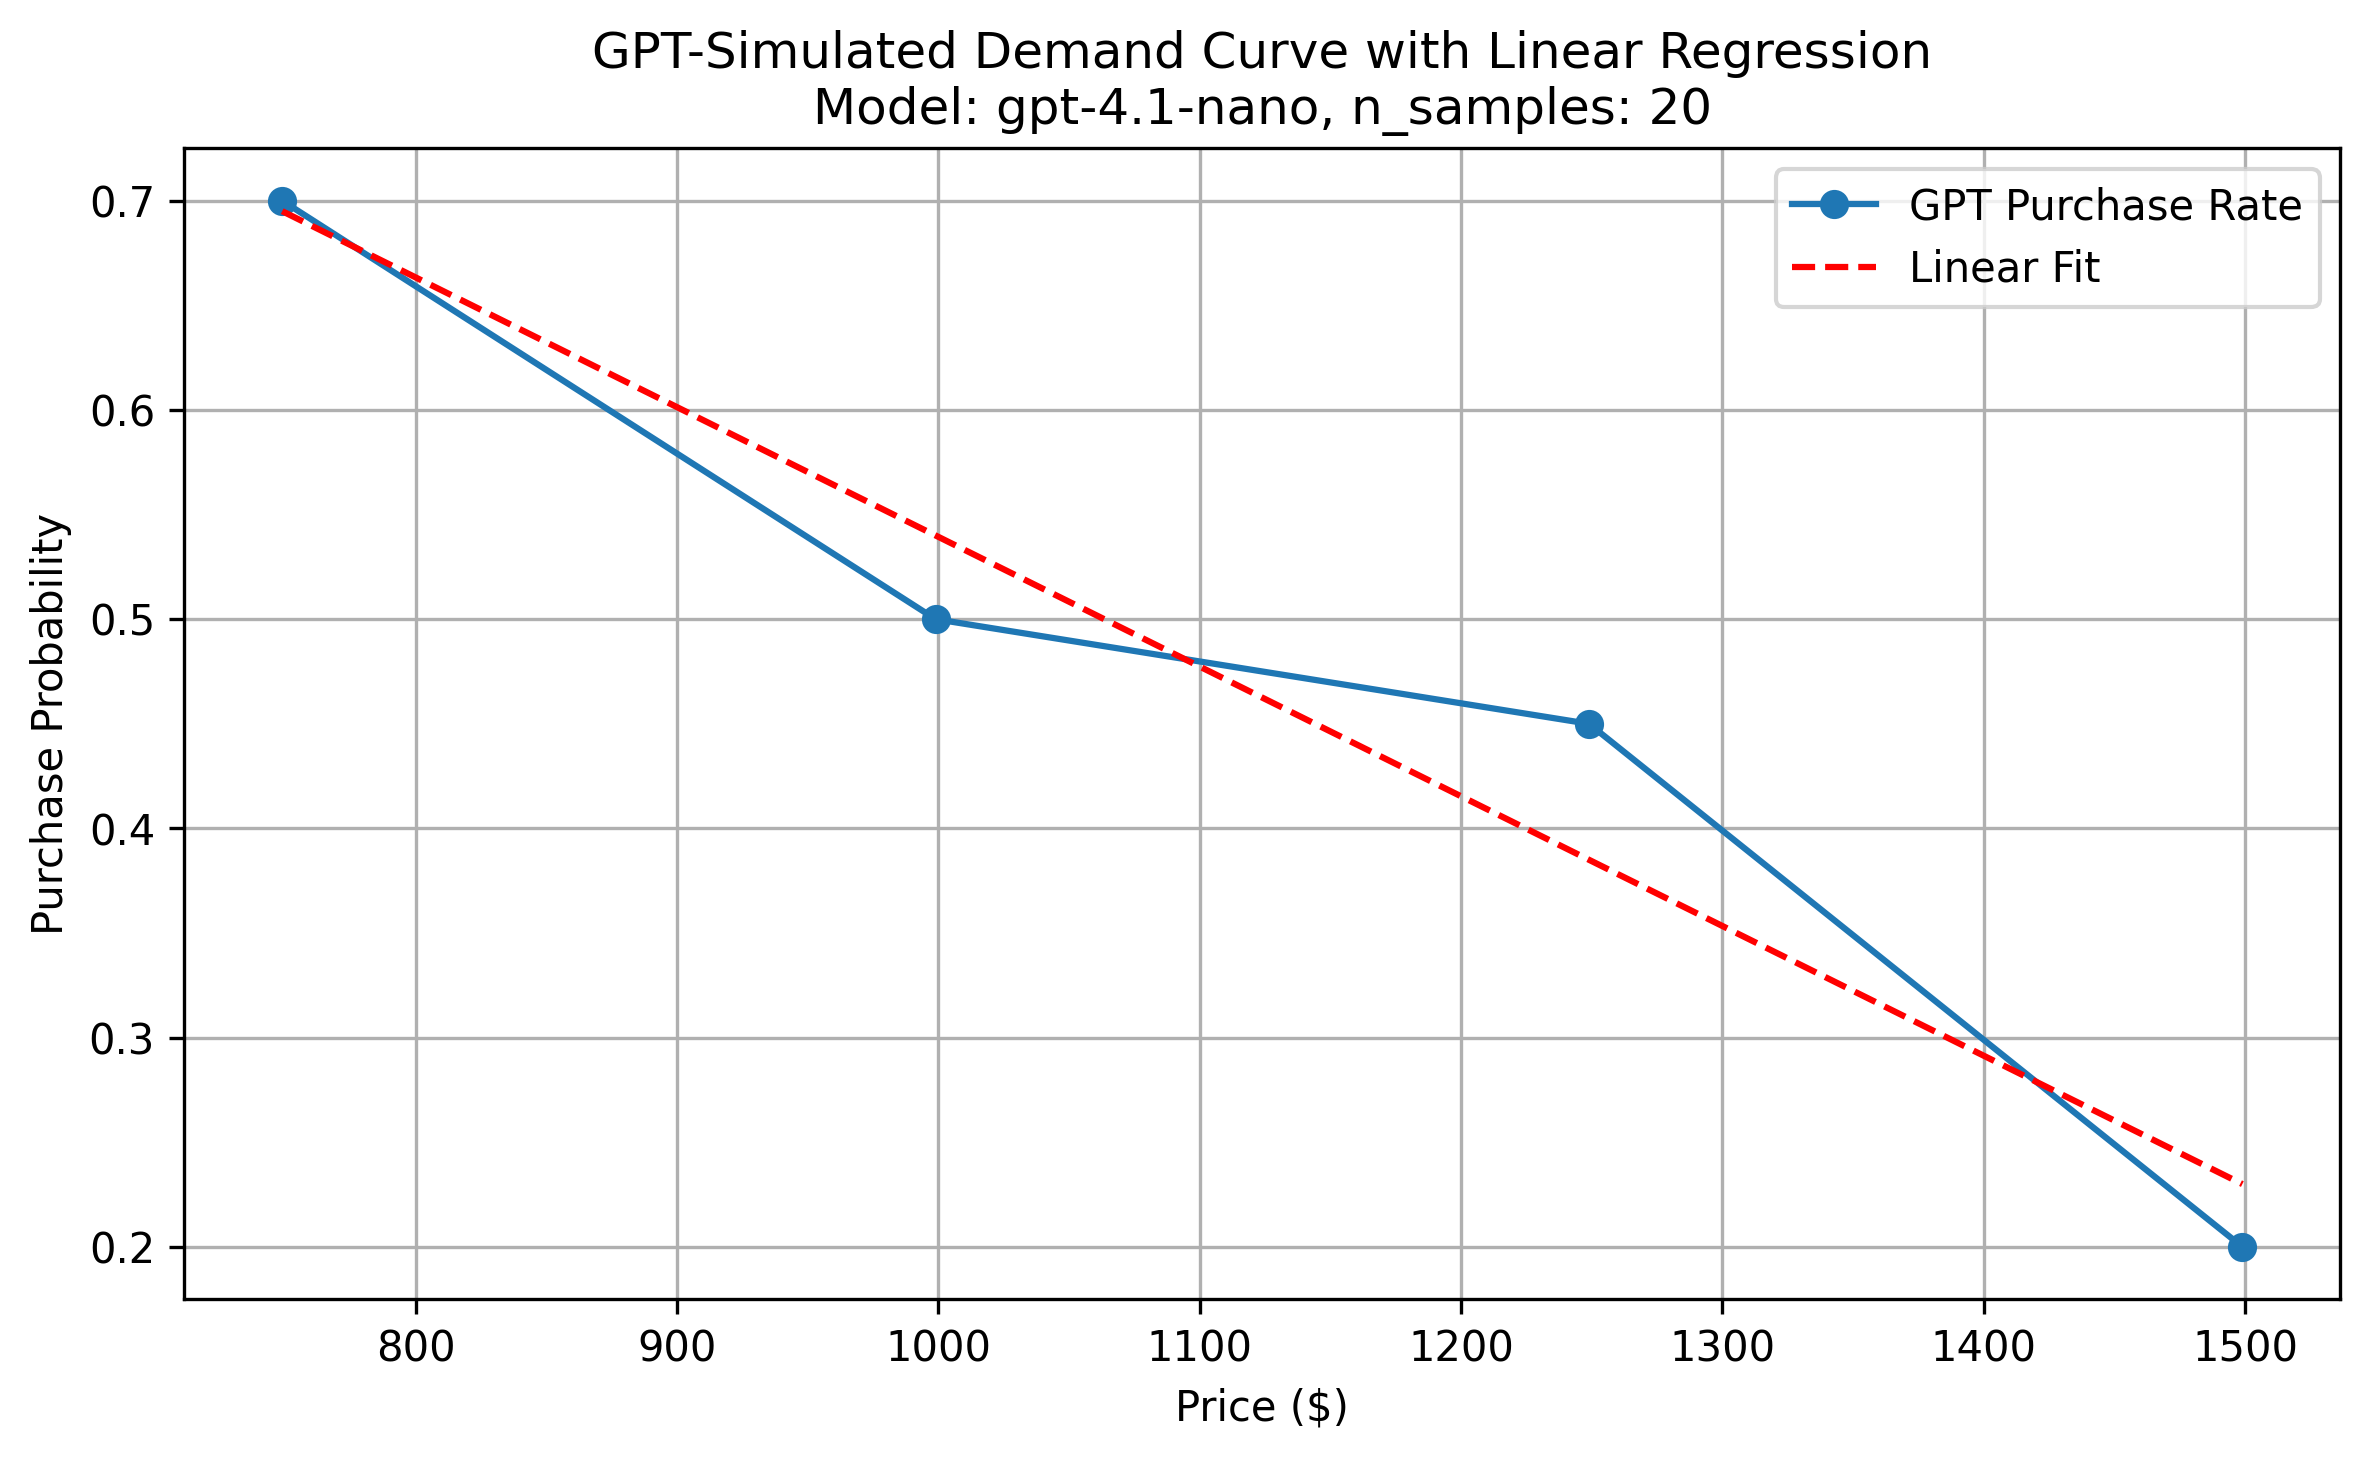 GPT-Simulated Demand Curve with Linear Regression
Model: gpt-4.1-nano, n_samples: 20
GPT Purchase Rate
Linear Fit
Purchase Probability
0.7
0.6
0.5
0.4
0.3
0.2
800 900 1000 1100 1200 1300 1400 1500
Price ($)